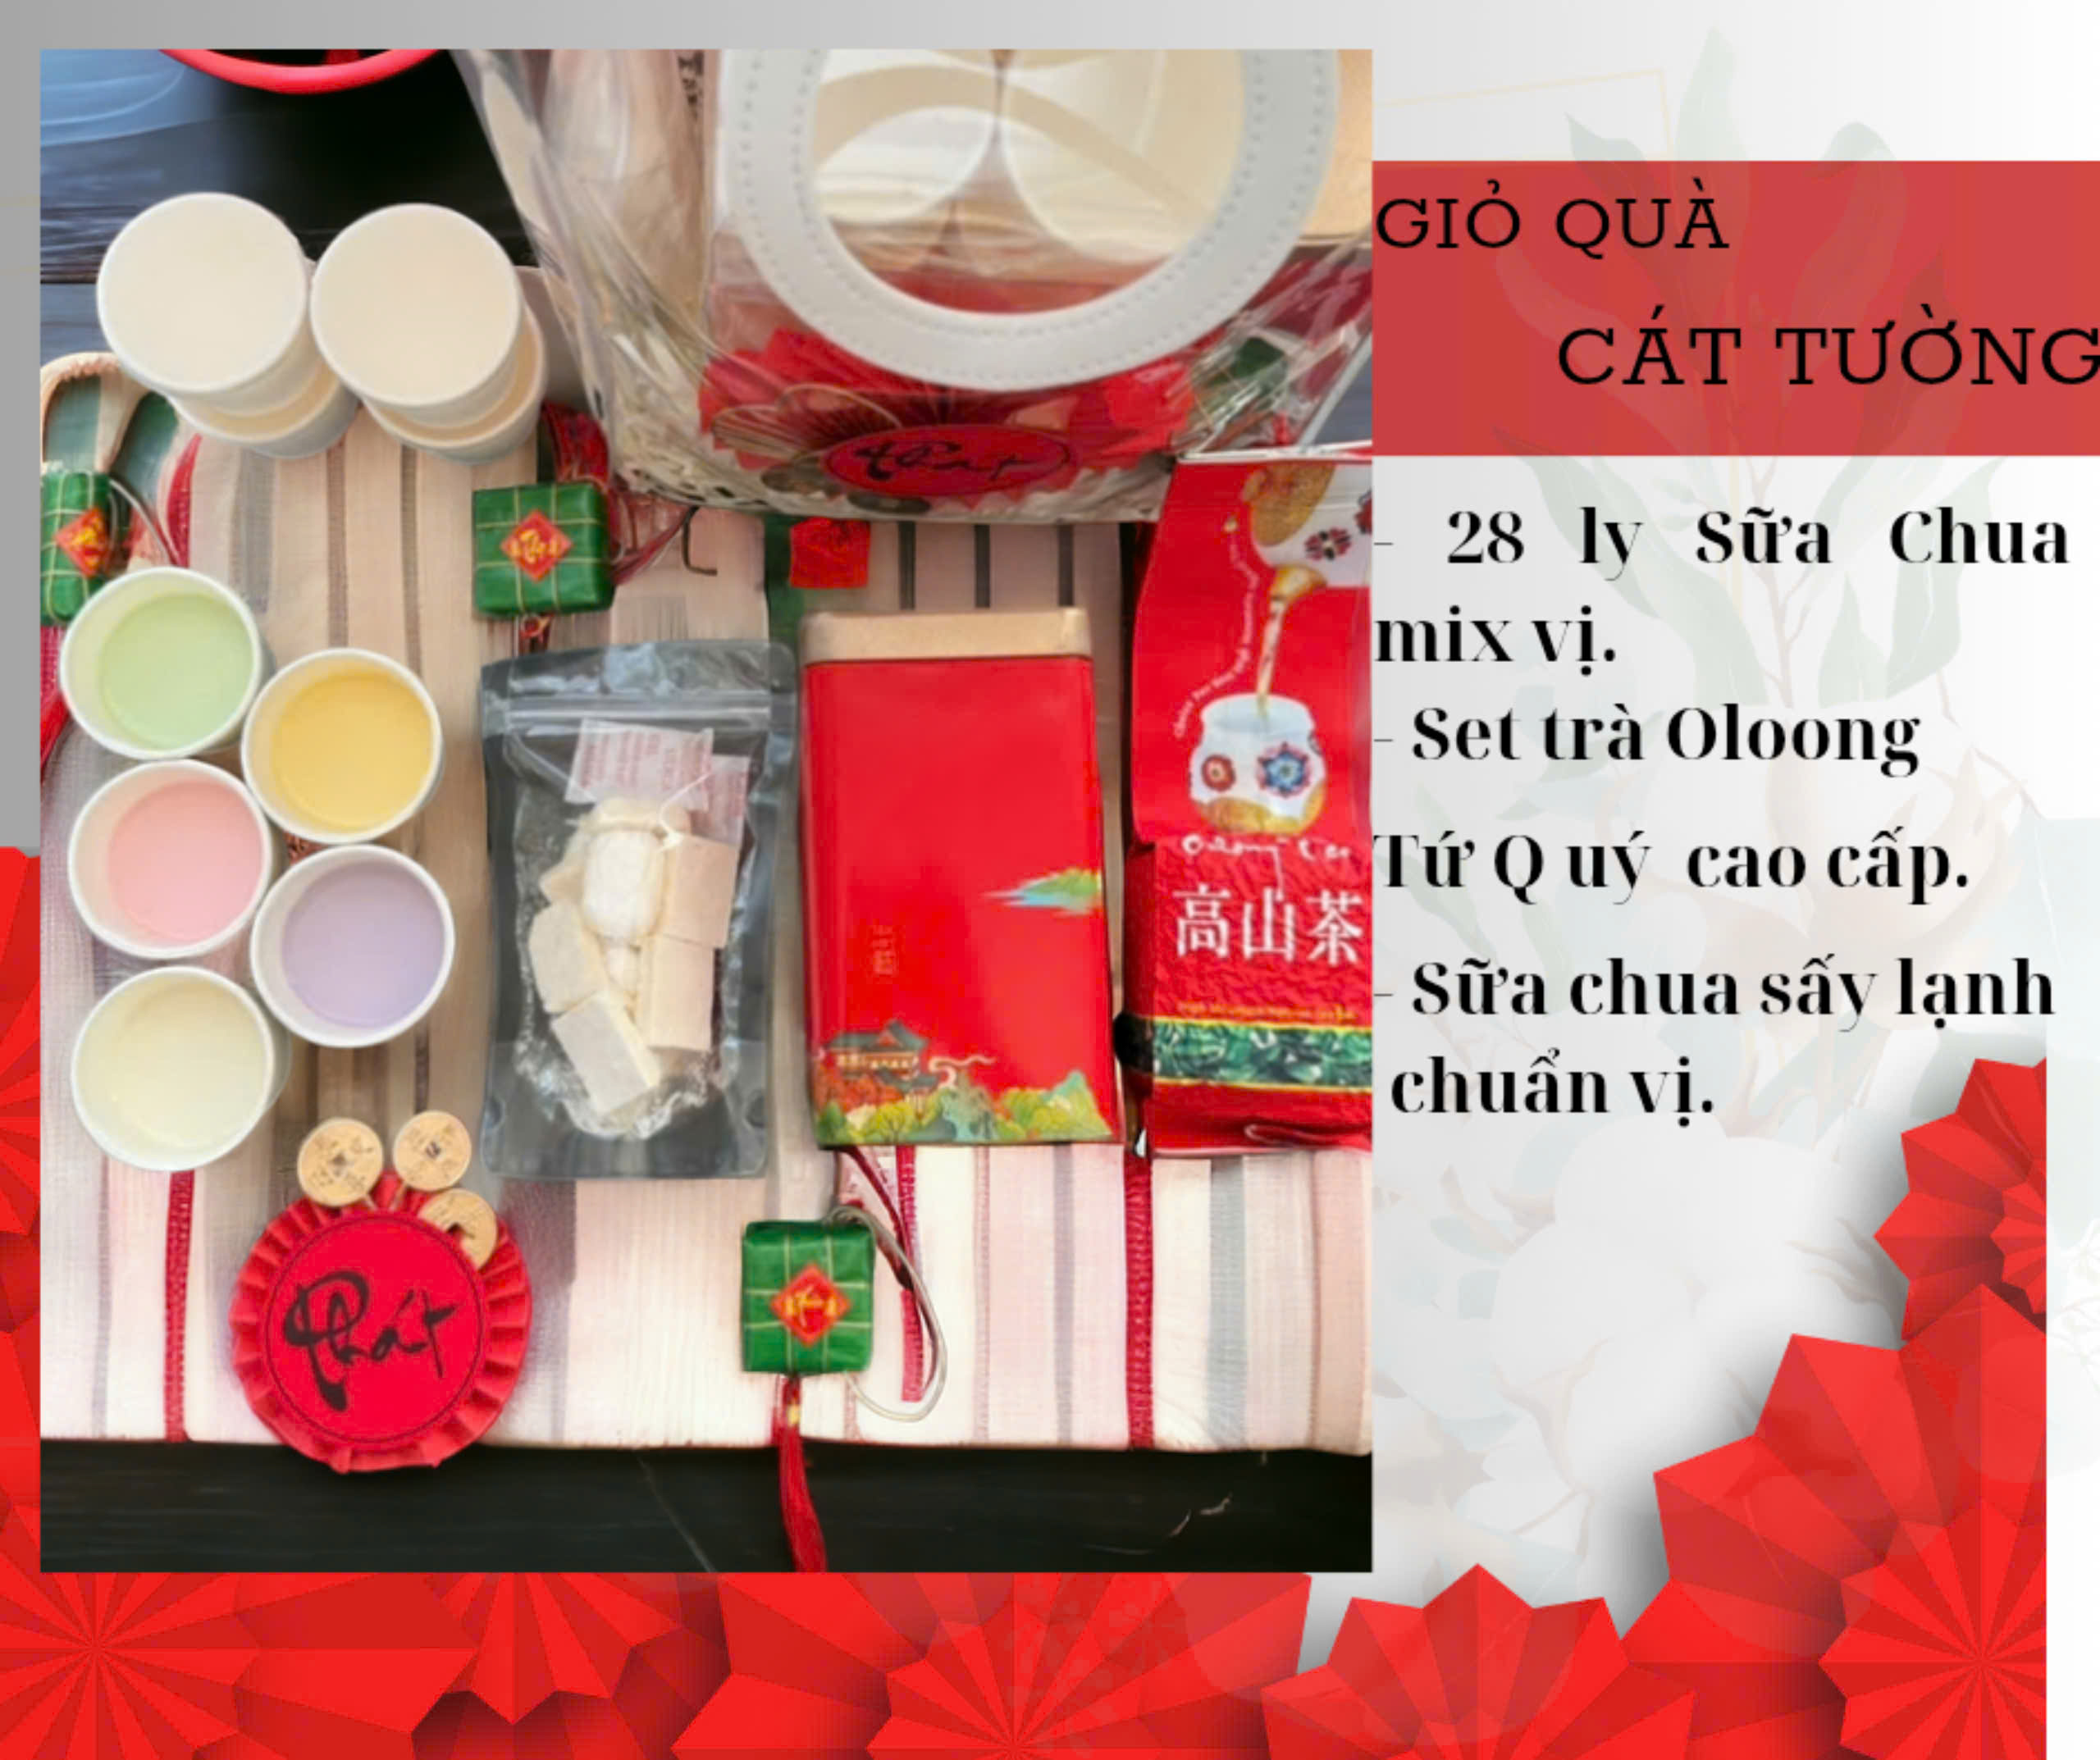 GIỎ QUÀ
CÁT TƯỜNG
- 28 ly Sữa Chua
mix vị.
- Set trà Oloong
Tứ Q uý cao cấp.
- Sữa chua sấy lạnh
chuẩn vị.
Phát
高山茶
Phát